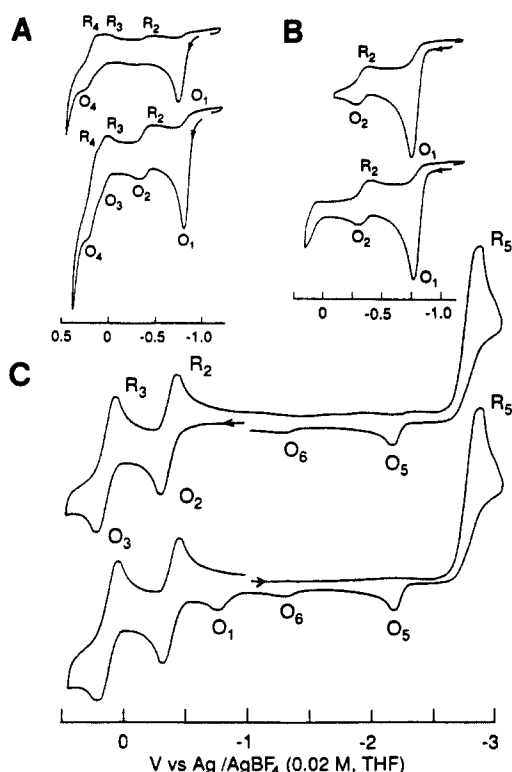 A
R4 R3 R2
O4
O1
R4 R3 R2
O3 O2
O4
O1
0.5 0 -0.5 -1.0
B
R2
O2
O1
R2
O2
O1
0 -0.5 -1.0
C
R3 R2 R5
O6 O5
O3 O2
R5
O1 O6 O5
0 -1 -2 -3
V vs Ag/AgBF4 (0.02 M, THF)